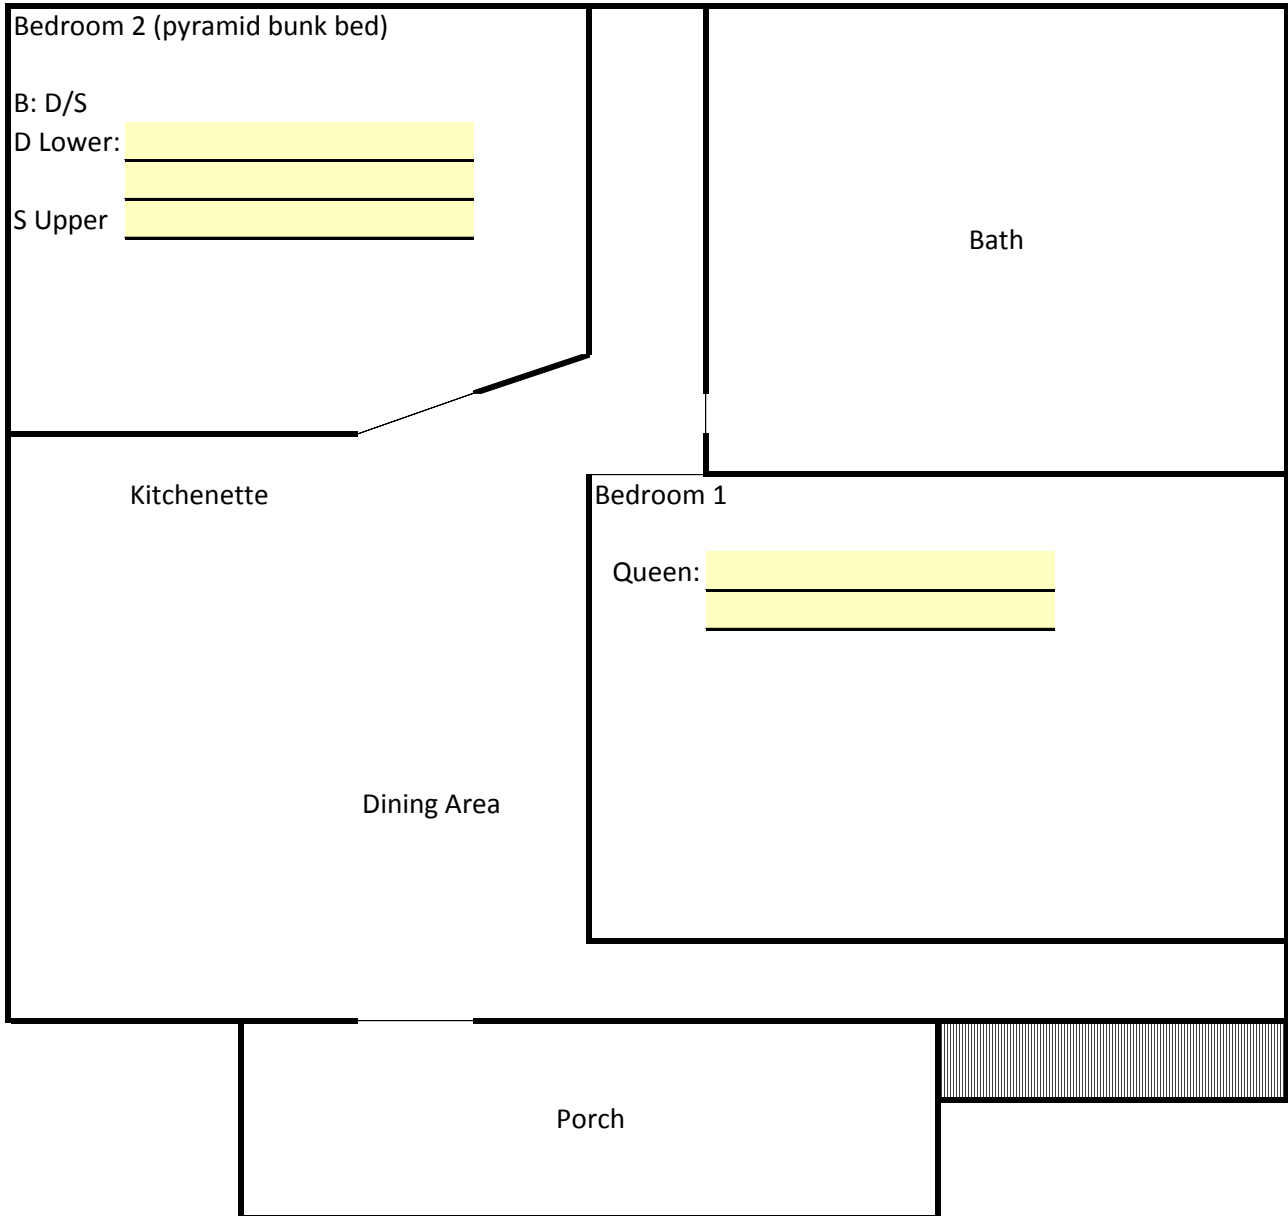 Bedroom 2 (pyramid bunk bed)
B: D/S
D Lower:
S Upper
Bath
Kitchenette
Bedroom 1
Queen:
Dining Area
Porch